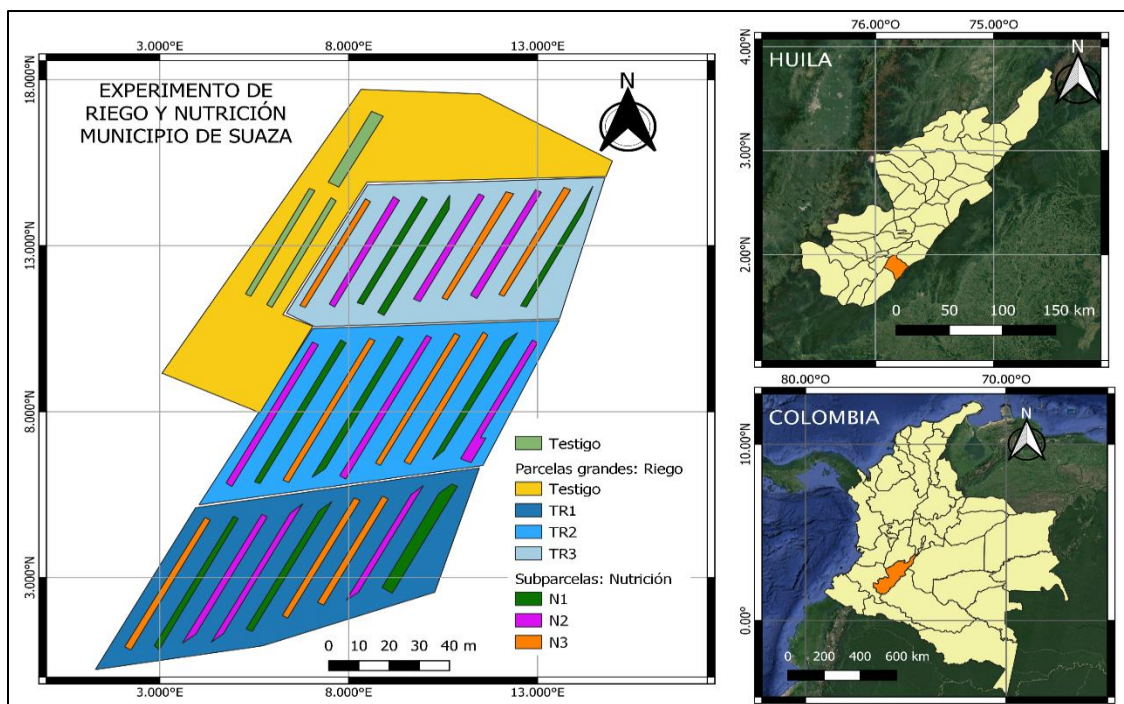 3.000°E 8.000°E 13.000°E
18.000°N
13.000°N
8.000°N
3.000°N
EXPERIMENTO DE
RIEGO Y NUTRICIÓN
MUNICIPIO DE SUAZA
N
Testigo
Parcelas grandes: Riego
Testigo
TR1
TR2
TR3
Subparcelas: Nutrición
N1
N2
N3
0 10 20 30 40 m
3.000°E 8.000°E 13.000°E
76.00°O 75.00°O
4.00°N
3.00°N
2.00°N
HUILA
N
0 50 100 150 km
80.00°O 70.00°O
10.00°N
0.00°N
COLOMBIA
N
0 200 400 600 km